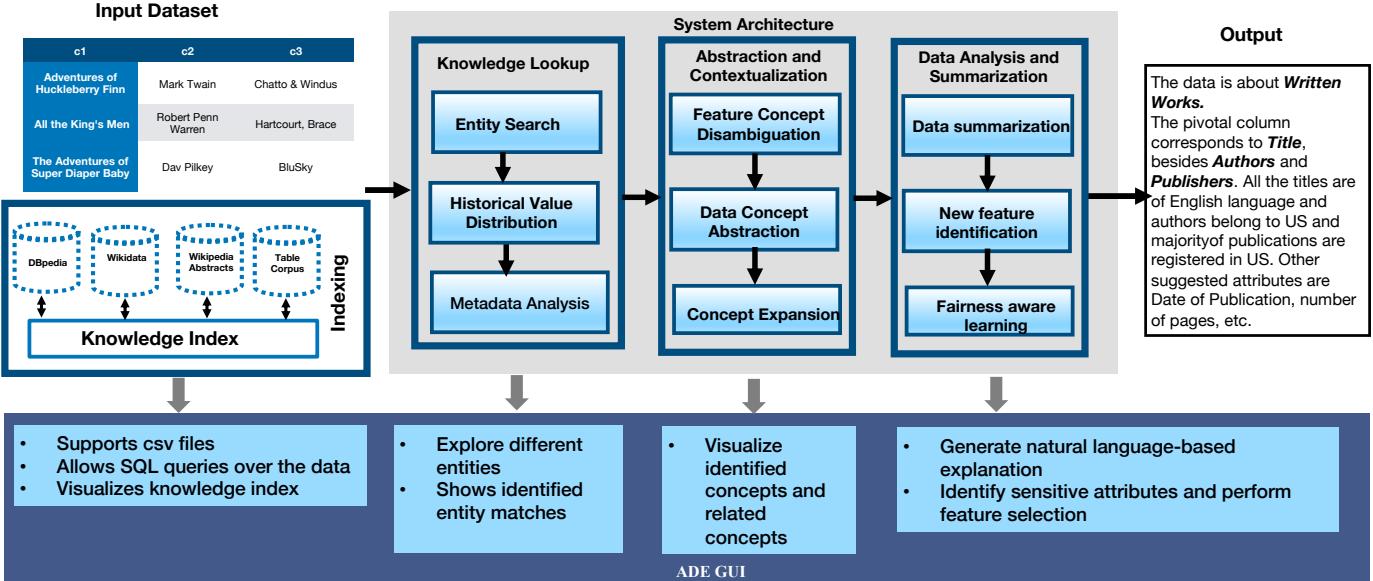 Input Dataset
c1 c2 c3
Adventures of
Huckleberry Finn
Mark Twain
Chatto & Windus
All the King's Men
Robert Penn
Warren
Hartcourt, Brace
The Adventures of
Super Diaper Baby
Dav Pilkey
BluSky
DBpedia
Wikidata
Wikipedia
Abstracts
Table
Corpus
Knowledge Index
Indexing
System Architecture
Knowledge Lookup
Entity Search
Historical Value
Distribution
Metadata Analysis
Abstraction and
Contextualization
Feature Concept
Disambiguation
Data Concept
Abstraction
Concept Expansion
Data Analysis and
Summarization
Data summarization
New feature
identification
Fairness aware
learning
Output
The data is about Written
Works.
The pivotal column
corresponds to Title,
besides Authors and
Publishers. All the titles are
of English language and
authors belong to US and
majorityof publications are
registered in US. Other
suggested attributes are
Date of Publication, number
of pages, etc.
• Supports csv files
• Allows SQL queries over the data
• Visualizes knowledge index
• Explore different
entities
• Shows identified
entity matches
• Visualize
identified
concepts and
related
concepts
• Generate natural language-based
explanation
• Identify sensitive attributes and perform
feature selection
ADE GUI